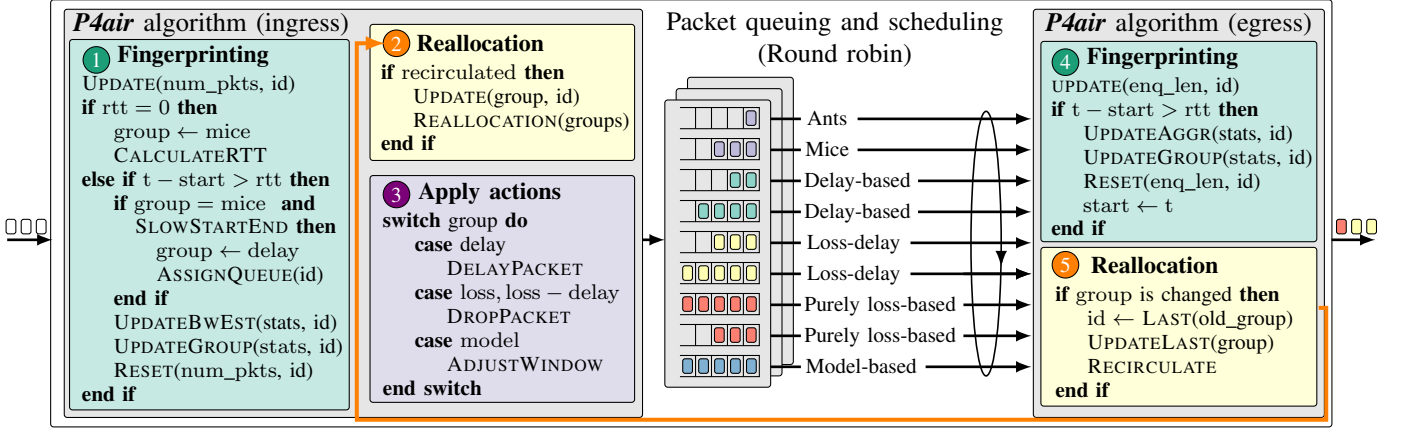 P4air algorithm (ingress)
1 Fingerprinting
UPDATE(num_pkts, id)
if rtt = 0 then
group ← mice
CALCULATERTT
else if t − start > rtt then
if group = mice and
SLOWSTARTEND then
group ← delay
ASSIGNQUEUE(id)
end if
UPDATEBWEST(stats, id)
UPDATEGROUP(stats, id)
RESET(num_pkts, id)
end if
2 Reallocation
if recirculated then
UPDATE(group, id)
REALLOCATION(groups)
end if
3 Apply actions
switch group do
case delay
DELAYPACKET
case loss, loss − delay
DROPPACKET
case model
ADJUSTWINDOW
end switch
Packet queuing and scheduling
(Round robin)
Ants
Mice
Delay-based
Delay-based
Loss-delay
Loss-delay
Purely loss-based
Purely loss-based
Model-based
P4air algorithm (egress)
4 Fingerprinting
UPDATE(enq_len, id)
if t − start > rtt then
UPDATEAGGR(stats, id)
UPDATEGROUP(stats, id)
RESET(enq_len, id)
start ← t
end if
5 Reallocation
if group is changed then
id ← LAST(old_group)
UPDATELAST(group)
RECIRCULATE
end if